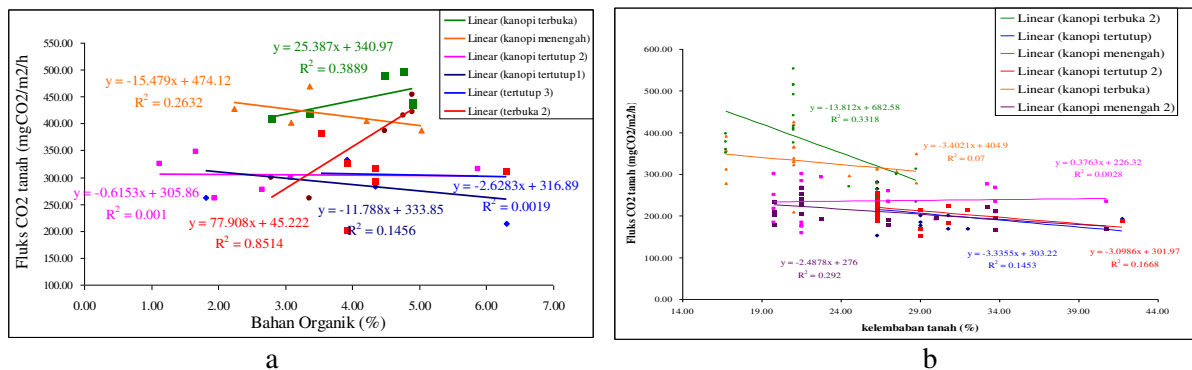 Linear (kanopi terbuka)
Linear (kanopi menengah)
Linear (kanopi tertutup 2)
Linear (kanopi tertutup1)
Linear (tertutup 3)
Linear (terbuka 2)
Fluks CO2 tanah (mgCO2/m2/h)
500.00
450.00
400.00
350.00
300.00
250.00
200.00
150.00
100.00
y = 25.387x + 340.97
R2 = 0.3889
y = -15.479x + 474.12
R2 = 0.2632
y = -0.6153x + 305.86
R2 = 0.001
y = 77.908x + 45.222
R2 = 0.8514
y = -11.788x + 333.85
R2 = 0.1456
y = -2.6283x + 316.89
R2 = 0.0019
0.00 1.00 2.00 3.00 4.00 5.00 6.00 7.00
Bahan Organik (%)
a
Linear (kanopi terbuka 2)
Linear (kanopi tertutup)
Linear (kanopi menengah)
Linear (kanopi tertutup 2)
Linear (kanopi terbuka)
Linear (kanopi menengah 2)
Fluks CO2 tanah (mgCO2/m2/h)
600.00
500.00
400.00
300.00
200.00
100.00
0.00
y = -13.812x + 682.58
R2 = 0.3318
y = -3.4021x + 404.9
R2 = 0.07
y = 0.3763x + 226.32
R2 = 0.0028
y = -2.4878x + 276
R2 = 0.292
y = -3.3355x + 303.22
R2 = 0.1453
y = -3.0986x + 301.97
R2 = 0.1668
14.00 19.00 24.00 29.00 34.00 39.00 44.00
kelembaban tanah (%)
b